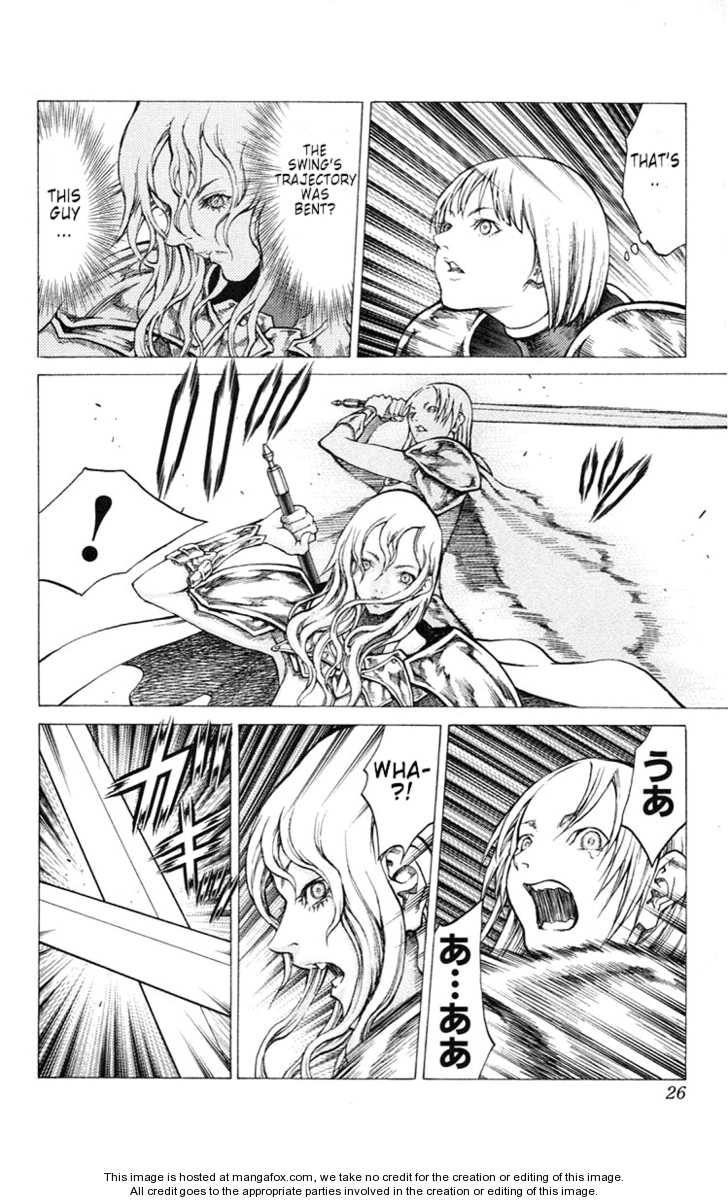 THAT'S
..
THE
SWING'S
TRAJECTORY
WAS
BENT?
THIS
GUY
...
!
うあ
あ…ああ
WHA-
?!
ガ
キ
26
This image is hosted at mangafox.com, we take no credit for the creation or editing of this image.
All credit goes to the appropriate parties involved in the creation or editing of this image.